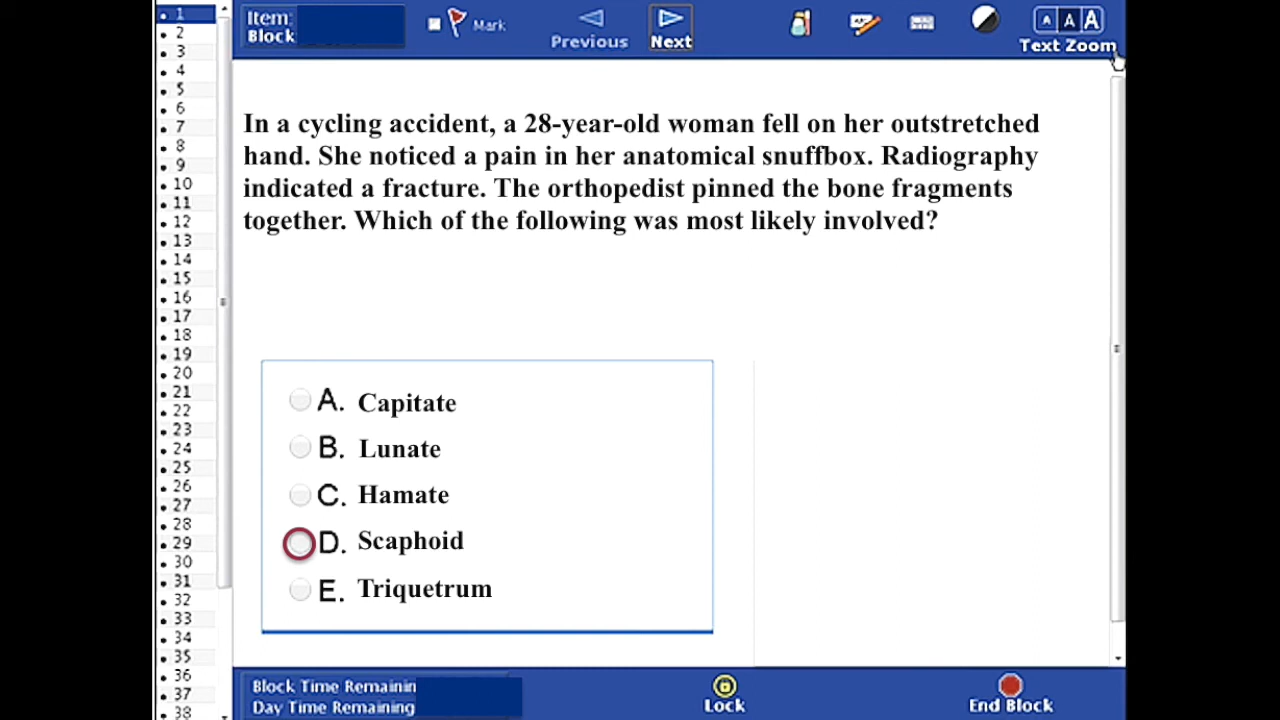 Item:
Block
Mark
Previous
Next
A A A
Text Zoom
1
2
3
4
5
6
7
8
9
10
11
12
13
14
15
16
17
18
19
20
21
22
23
24
25
26
27
28
29
30
31
32
33
34
35
36
37
38
In a cycling accident, a 28-year-old woman fell on her outstretched
hand. She noticed a pain in her anatomical snuffbox. Radiography
indicated a fracture. The orthopedist pinned the bone fragments
together. Which of the following was most likely involved?
A. Capitate
B. Lunate
C. Hamate
D. Scaphoid
E. Triquetrum
Block Time Remainin
Day Time Remaining
Lock
End Block